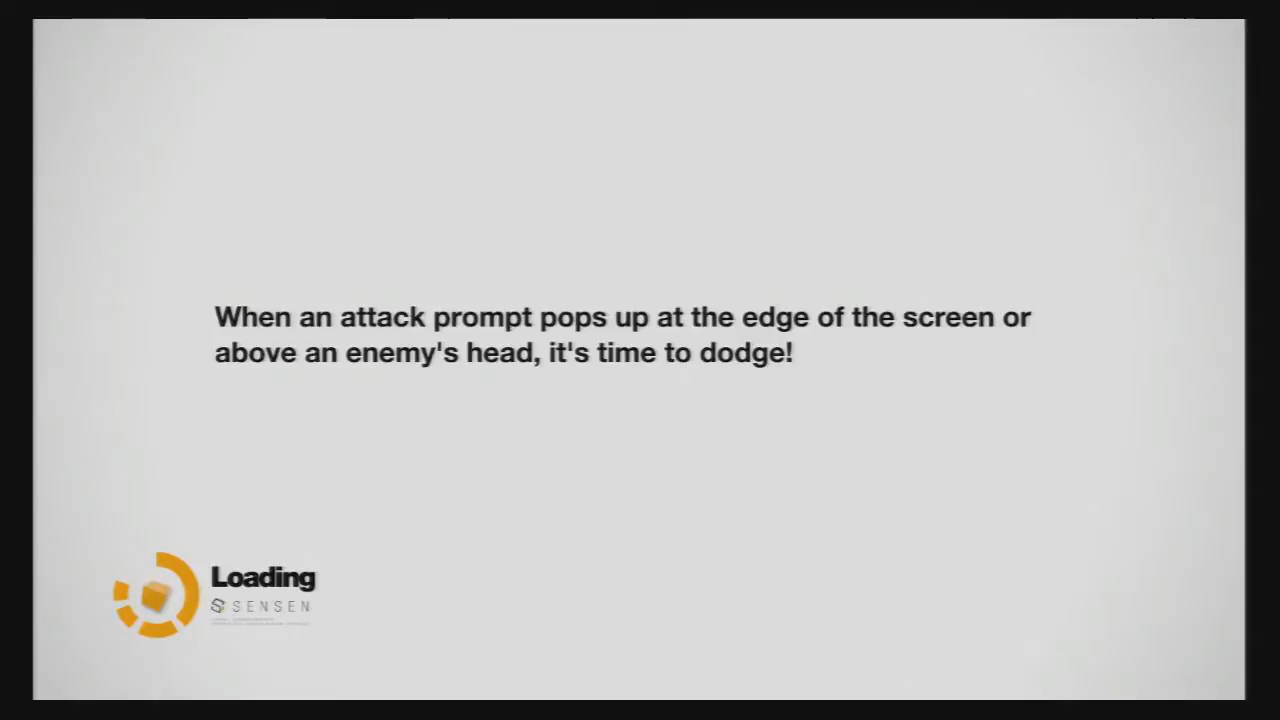 When an attack prompt pops up at the edge of the screen or
above an enemy's head, it's time to dodge!
Loading
SENSEN